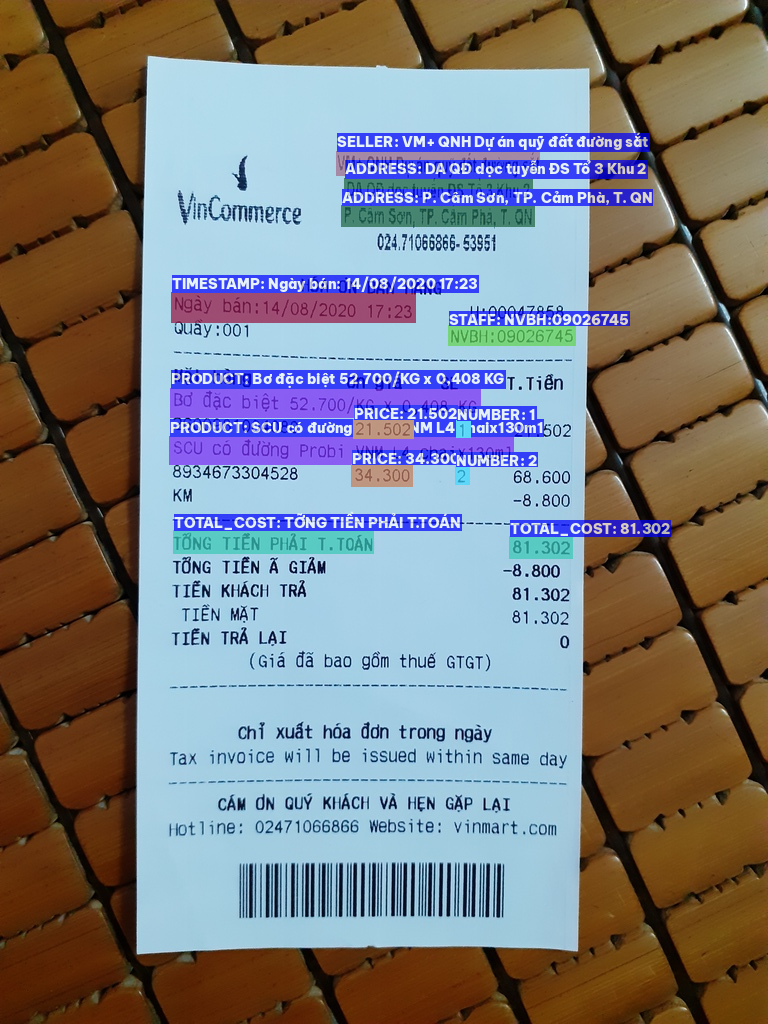 SELLER: VM+ QNH Dự án quỹ đất đường sắt
ADDRESS: DA QĐ dọc tuyến ĐS Tổ 3 Khu 2
ADDRESS: P. Cẩm Sơn, TP. Cảm Phà, T. QN
P. Cẩm Sơn, TP. Cẩm Phả, T. QN
VinCommerce
024.71066866- 53951
TIMESTAMP: Ngày bán: 14/08/2020 17:23
Ngày bán:14/08/2020 17:23
STAFF: NVBH:09026745
Quầy:001
NVBH:09026745
PRODUCT: Bơ đặc biệt 52.700/KG x 0.408 KG
T.Tiền
Bơ đặc biệt 52.700/KG x 0.408 KG
PRICE: 21.502 NUMBER: 1
PRODUCT: SCU có đường
21.502 1
SCU có đường Probi VNM L4 chaix130ml
PRICE: 34.300 NUMBER: 2
8934673304528 34.300 2 68.600
KM -8.800
TOTAL_COST: TỔNG TIỀN PHẢI T.TOÁN TOTAL_COST: 81.302
TỔNG TIỀN PHẢI T.TOÁN 81.302
TỔNG TIỀN Ã GIẢM -8.800
TIỀN KHÁCH TRẢ 81.302
TIỀN MẶT 81.302
TIỀN TRẢ LẠI 0
(Giá đã bao gồm thuế GTGT)
Chỉ xuất hóa đơn trong ngày
Tax invoice will be issued within same day
CÁM ƠN QUÝ KHÁCH VÀ HẸN GẶP LẠI
Hotline: 02471066866 Website: vinmart.com